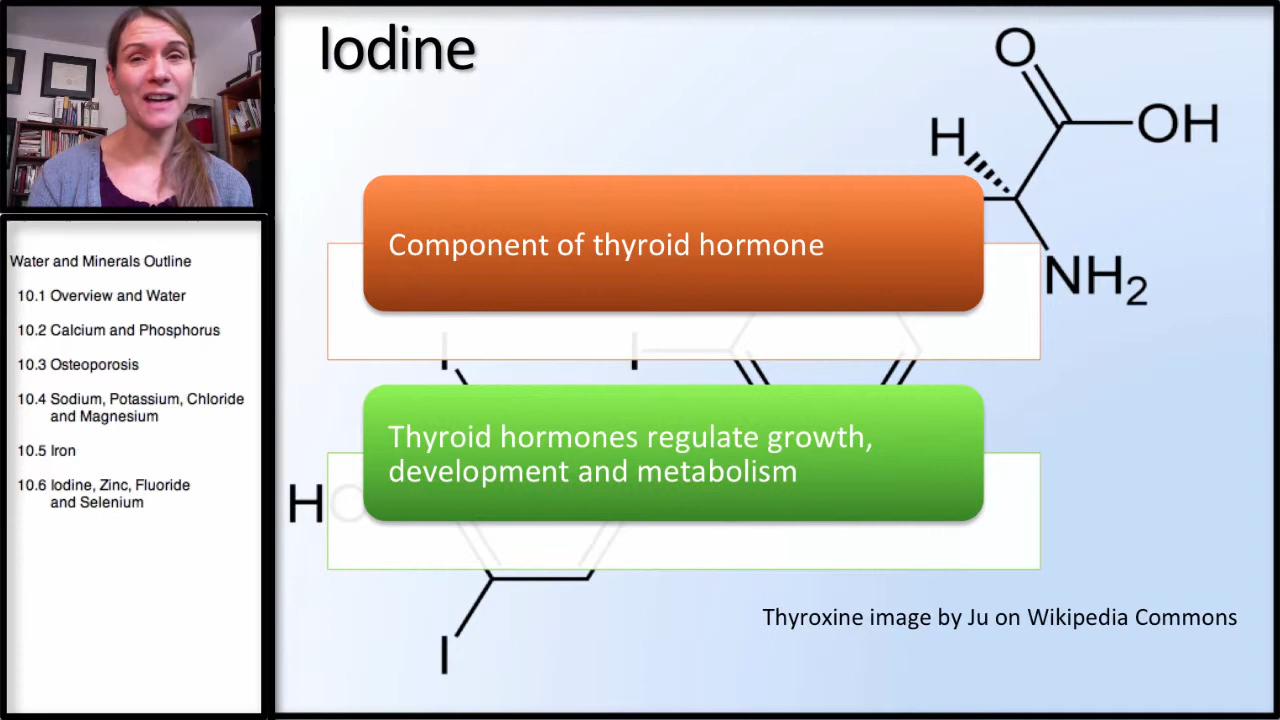 Iodine
O
H
OH
NH2
Component of thyroid hormone
I
I
Thyroid hormones regulate growth,
development and metabolism
HO
I
Thyroxine image by Ju on Wikipedia Commons
Water and Minerals Outline
10.1 Overview and Water
10.2 Calcium and Phosphorus
10.3 Osteoporosis
10.4 Sodium, Potassium, Chloride
and Magnesium
10.5 Iron
10.6 Iodine, Zinc, Fluoride
and Selenium